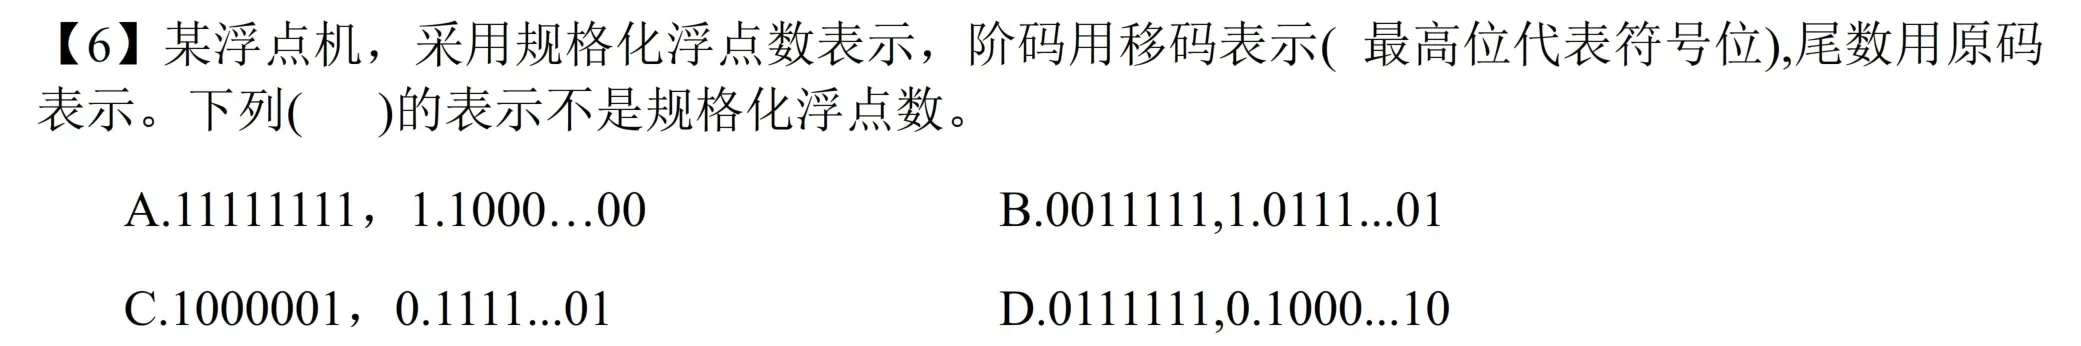 【6】某浮点机，采用规格化浮点数表示，阶码用移码表示( 最高位代表符号位),尾数用原码
表示。下列(    )的表示不是规格化浮点数。
A.11111111，1.1000…00
B.0011111,1.0111...01
C.1000001，0.1111...01
D.0111111,0.1000...10